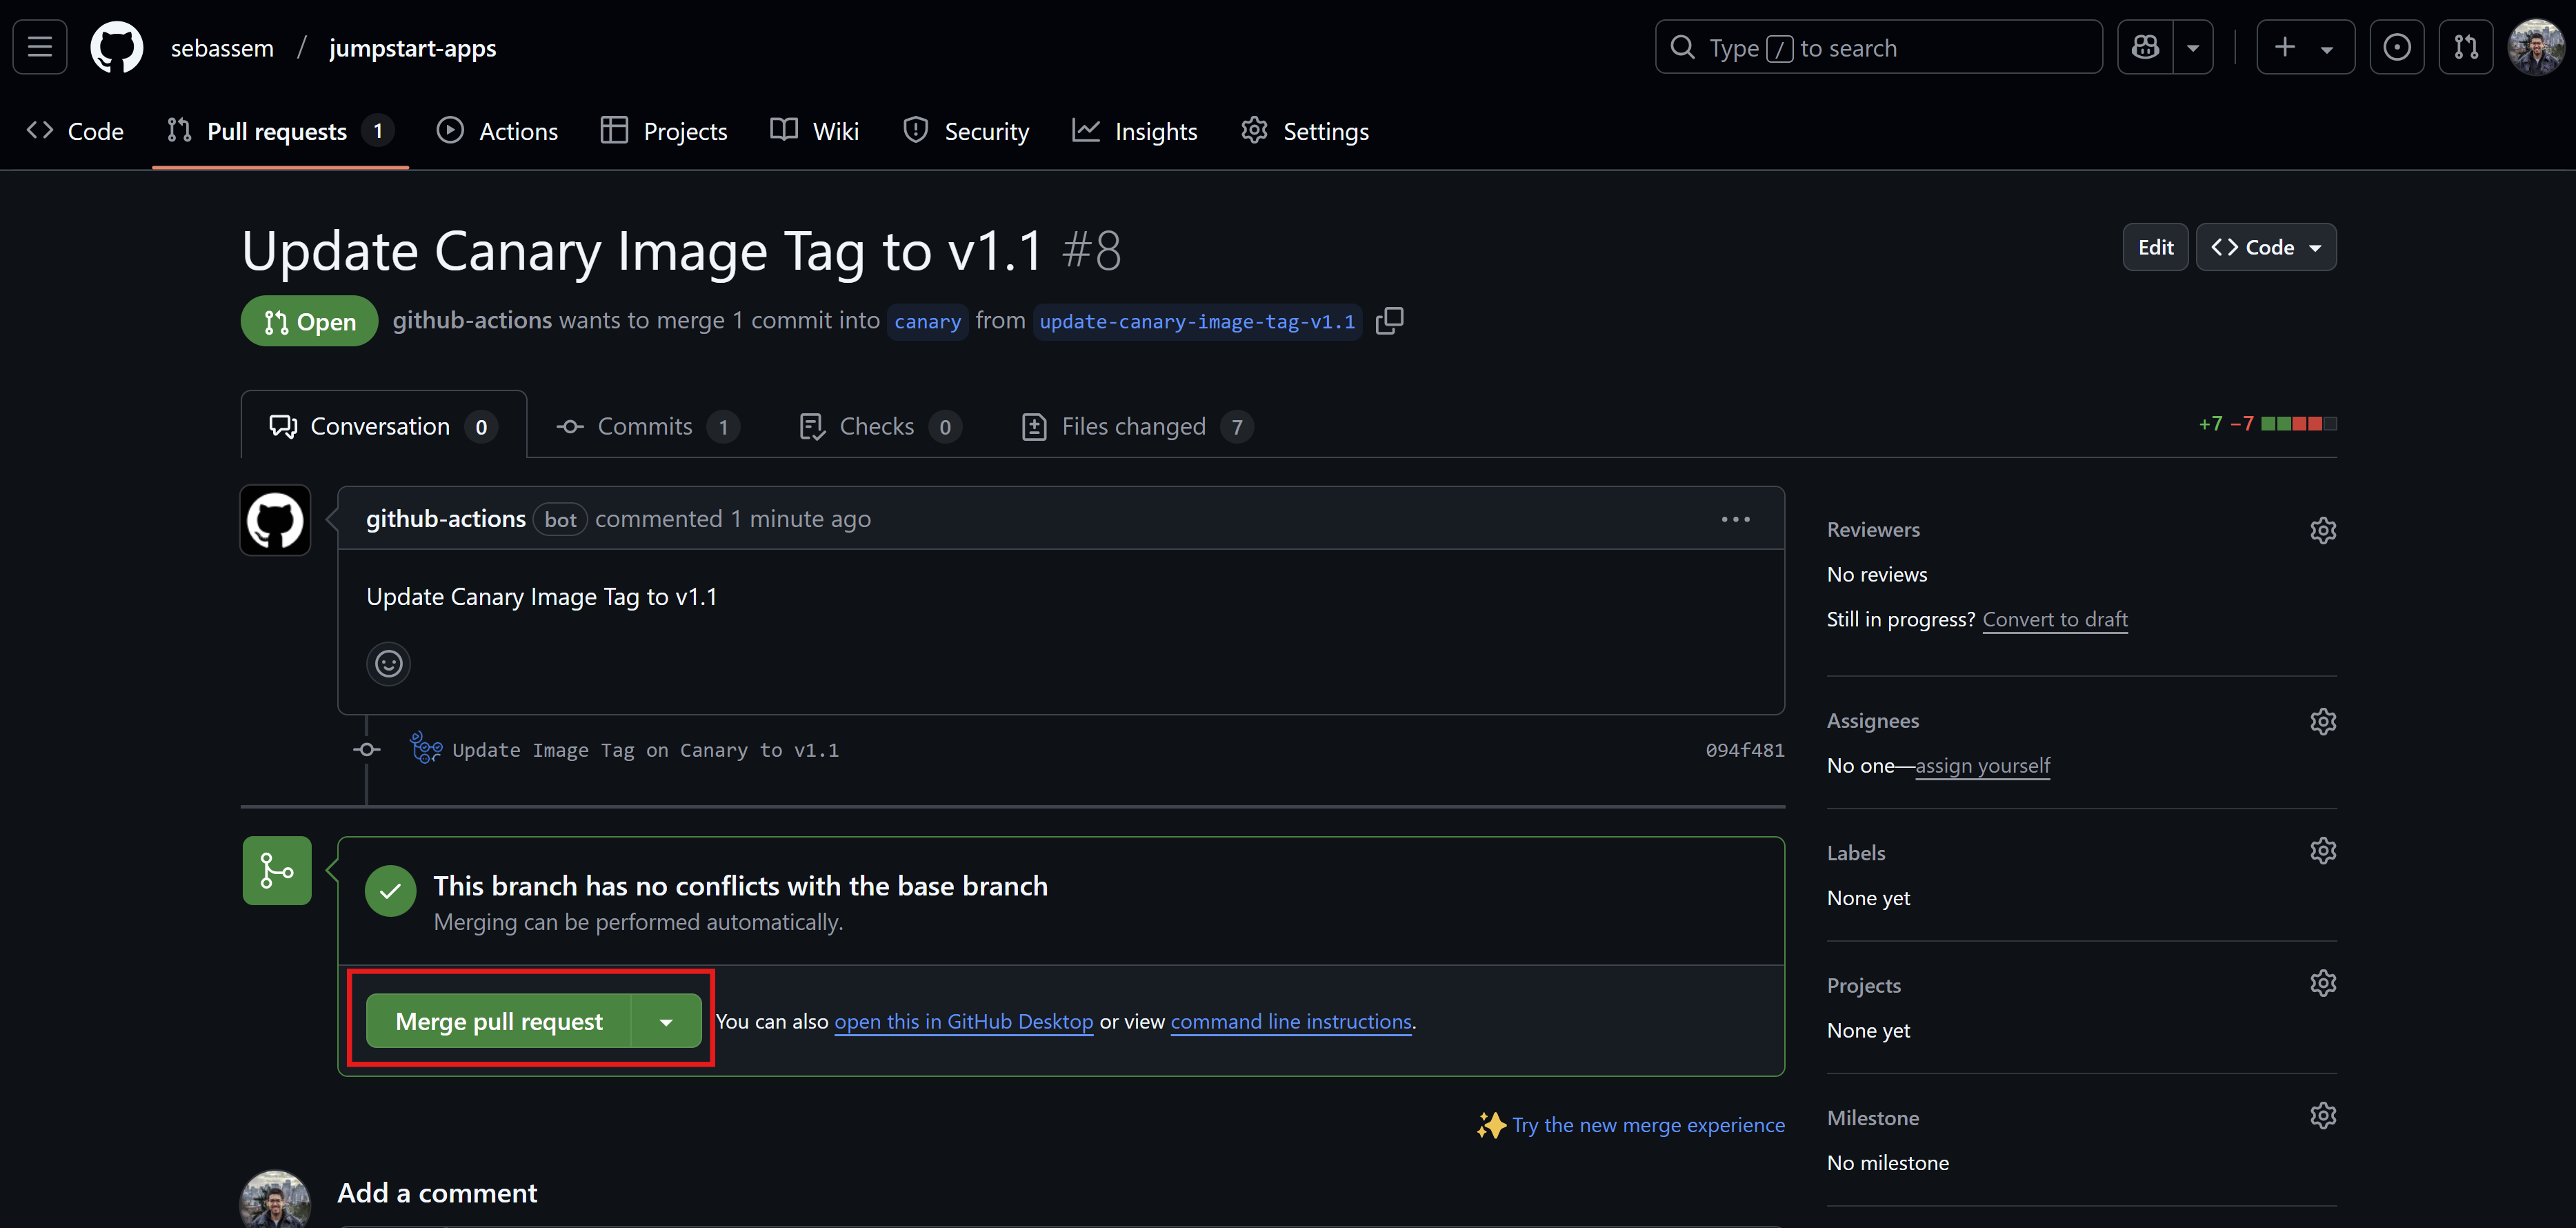 sebassem / jumpstart-apps
Type / to search
Code
Pull requests 1
Actions
Projects
Wiki
Security
Insights
Settings
Update Canary Image Tag to v1.1 #8
Edit
Code
Open
github-actions wants to merge 1 commit into canary from update-canary-image-tag-v1.1
Conversation 0
Commits 1
Checks 0
Files changed 7
+7 −7
github-actions bot commented 1 minute ago
Update Canary Image Tag to v1.1
Update Image Tag on Canary to v1.1
094f481
This branch has no conflicts with the base branch
Merging can be performed automatically.
Merge pull request
You can also open this in GitHub Desktop or view command line instructions.
Try the new merge experience
Add a comment
Reviewers
No reviews
Still in progress? Convert to draft
Assignees
No one—assign yourself
Labels
None yet
Projects
None yet
Milestone
No milestone